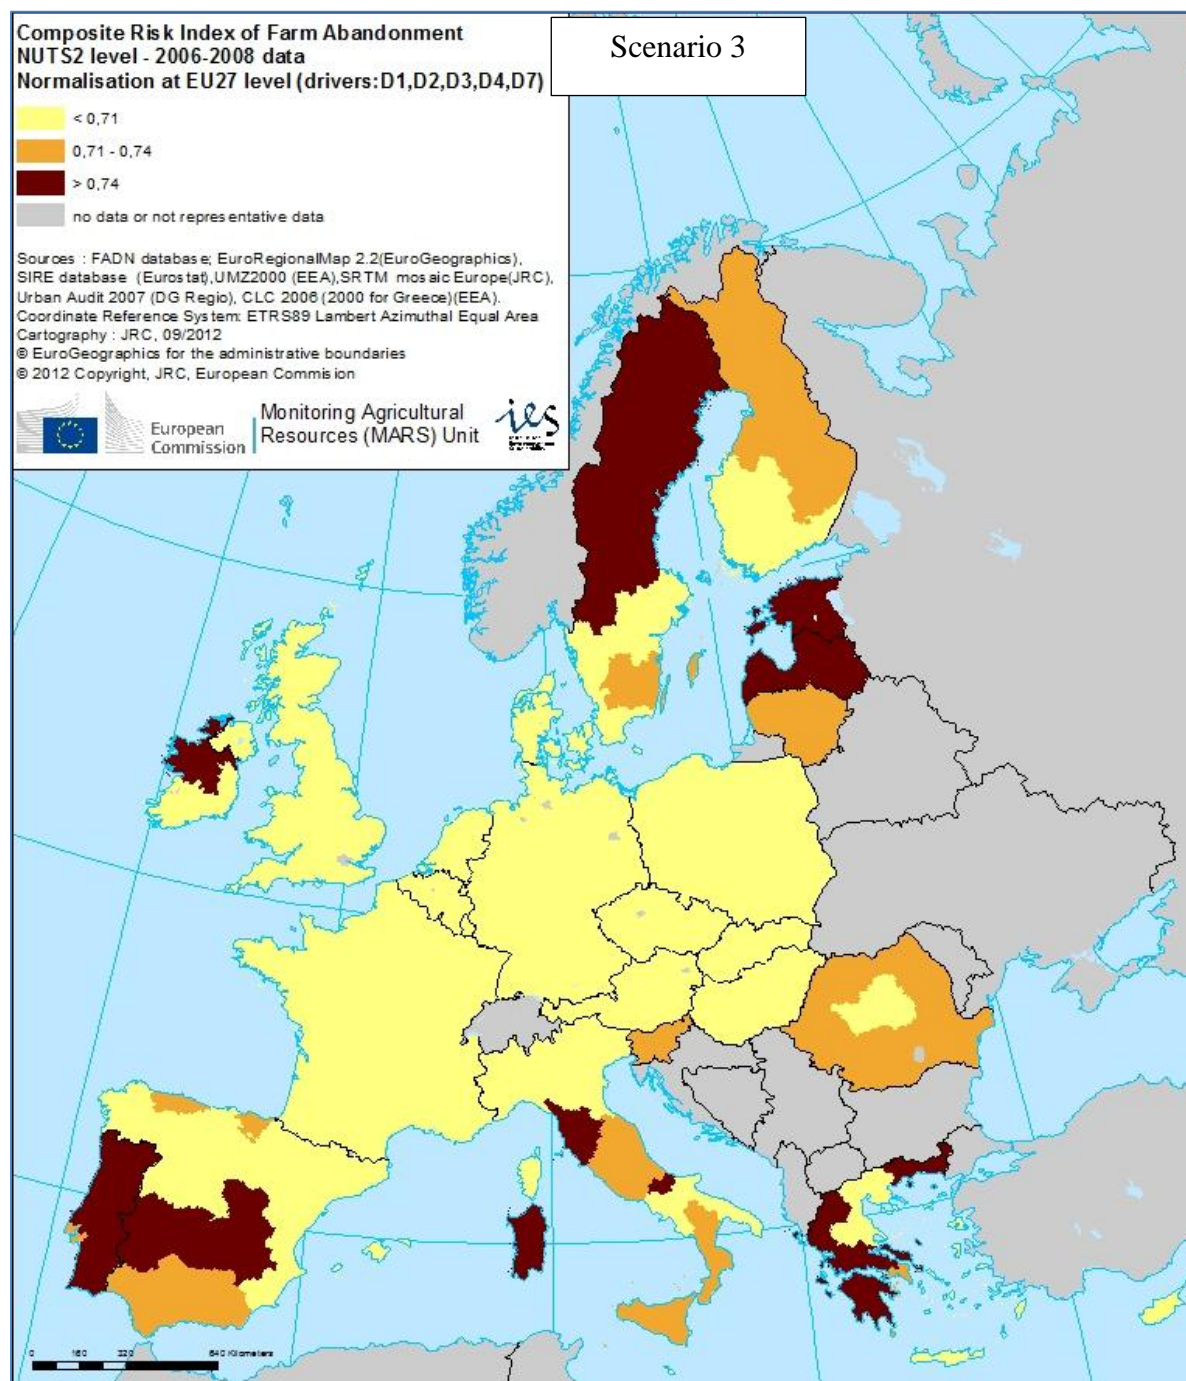 Composite Risk Index of Farm Abandonment
NUTS2 level - 2006-2008 data
Normalisation at EU27 level (drivers:D1,D2,D3,D4,D7)
Scenario 3
< 0,71
0,71 - 0,74
> 0,74
no data or not representative data
Sources : FADN database; EuroRegionalMap 2.2(EuroGeographics),
SIRE database (Eurostat),UMZ2000 (EEA),SRTM mosaic Europe(JRC),
Urban Audit 2007 (DG Regio), CLC 2006 (2000 for Greece)(EEA).
Coordinate Reference System: ETRS89 Lambert Azimuthal Equal Area
Cartography : JRC, 09/2012
© EuroGeographics for the administrative boundaries
© 2012 Copyright, JRC, European Commision
European
Commission
Monitoring Agricultural
Resources (MARS) Unit
ies
0 160 320 640 Kilometers